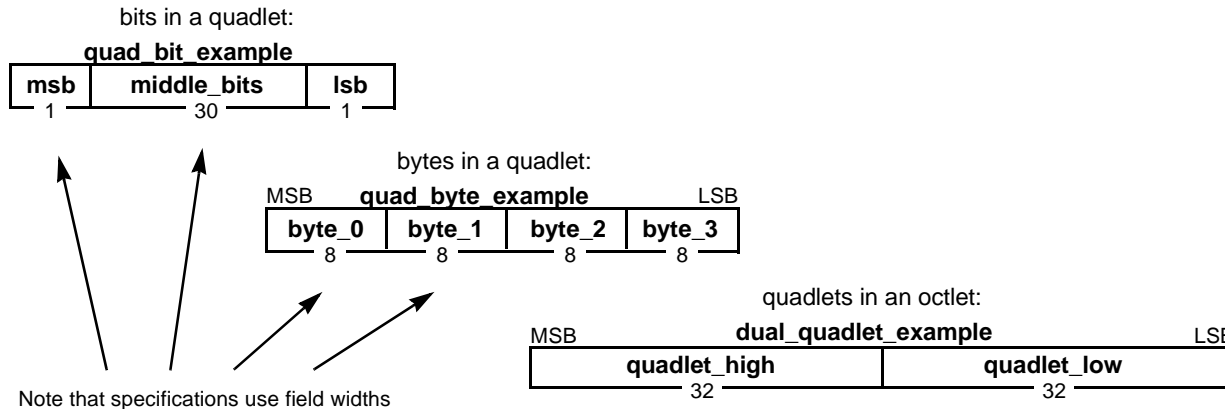 bits in a quadlet:
quad_bit_example
msb middle_bits lsb
1 30 1
bytes in a quadlet:
MSB quad_byte_example LSB
byte_0 byte_1 byte_2 byte_3
8 8 8 8
quadlets in an octlet:
MSB dual_quadlet_example LSB
quadlet_high quadlet_low
32 32
Note that specifications use field widths